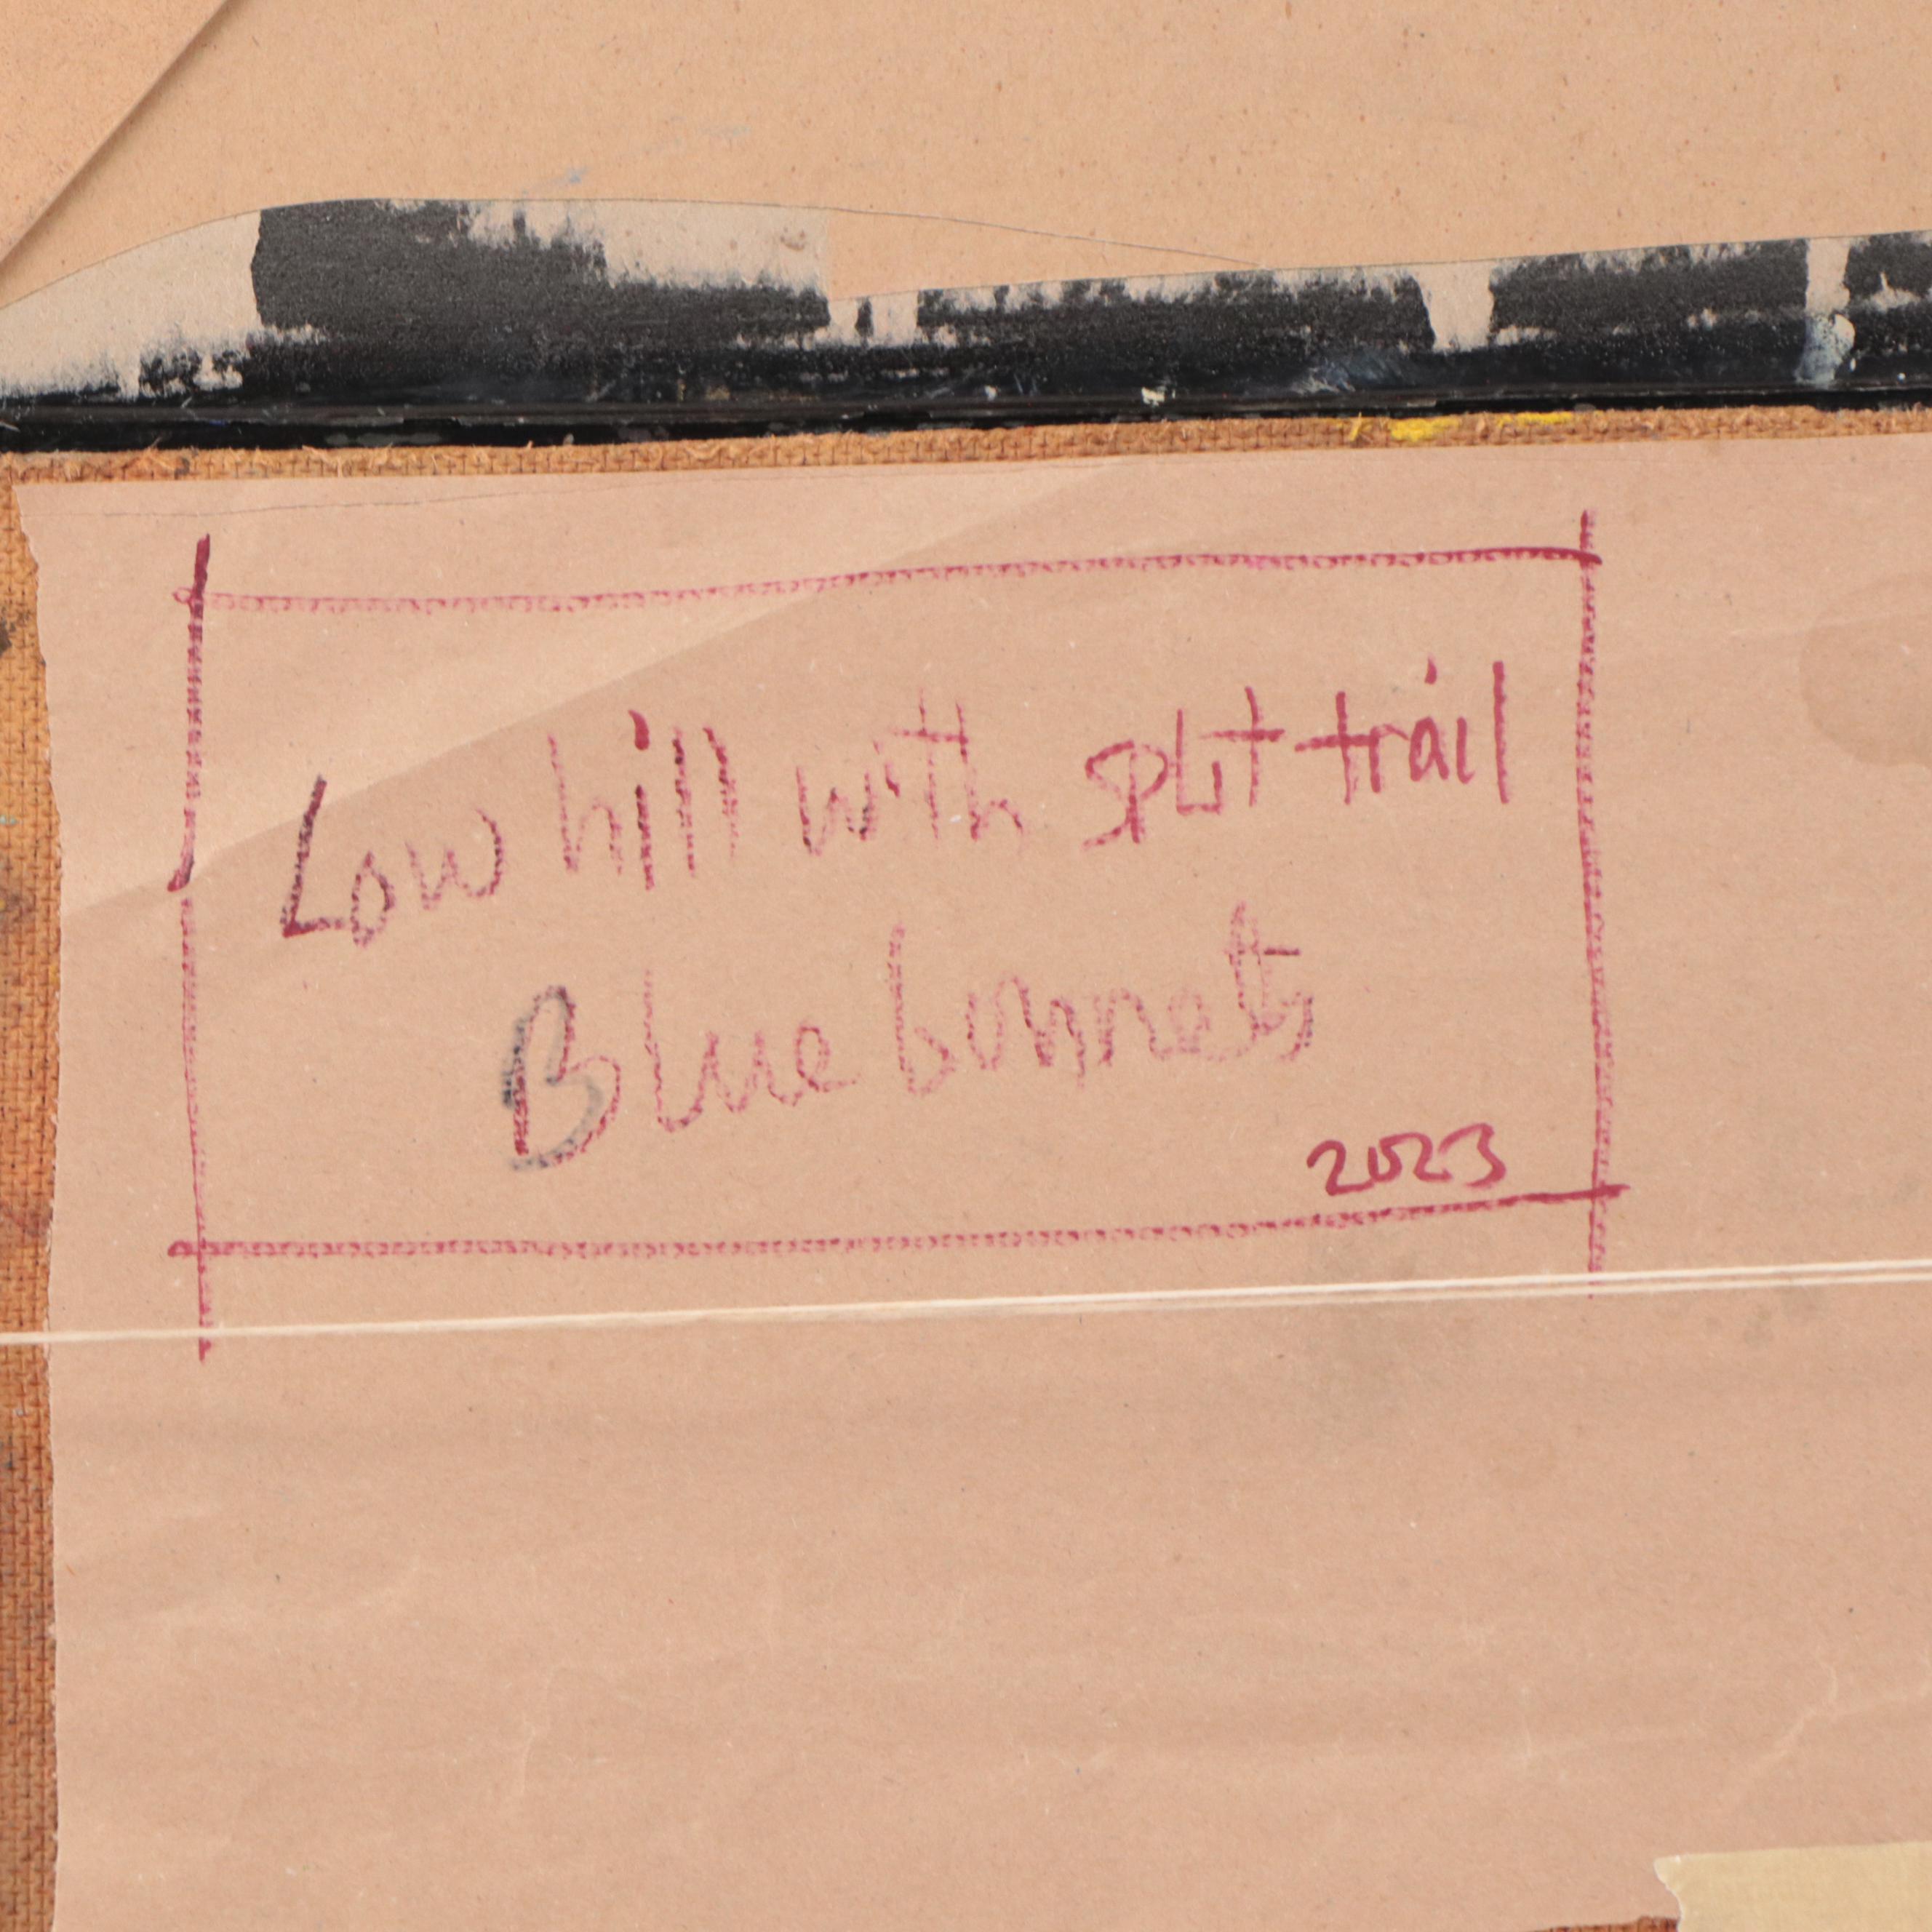 Low hill with split trail
Bluebonnets
2023